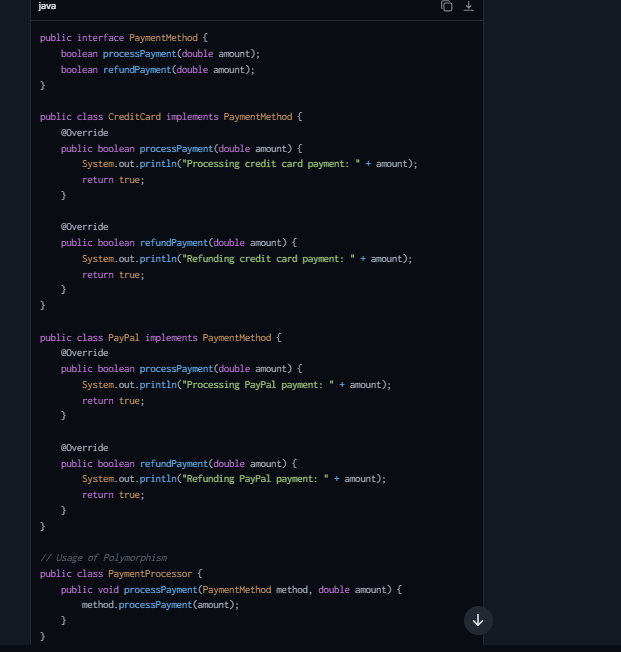 java
public interface PaymentMethod {
    boolean processPayment(double amount);
    boolean refundPayment(double amount);
}

public class CreditCard implements PaymentMethod {
    @Override
    public boolean processPayment(double amount) {
        System.out.println("Processing credit card payment: " + amount);
        return true;
    }

    @Override
    public boolean refundPayment(double amount) {
        System.out.println("Refunding credit card payment: " + amount);
        return true;
    }
}

public class PayPal implements PaymentMethod {
    @Override
    public boolean processPayment(double amount) {
        System.out.println("Processing PayPal payment: " + amount);
        return true;
    }

    @Override
    public boolean refundPayment(double amount) {
        System.out.println("Refunding PayPal payment: " + amount);
        return true;
    }
}

// Usage of Polymorphism
public class PaymentProcessor {
    public void processPayment(PaymentMethod method, double amount) {
        method.processPayment(amount);
    }
}